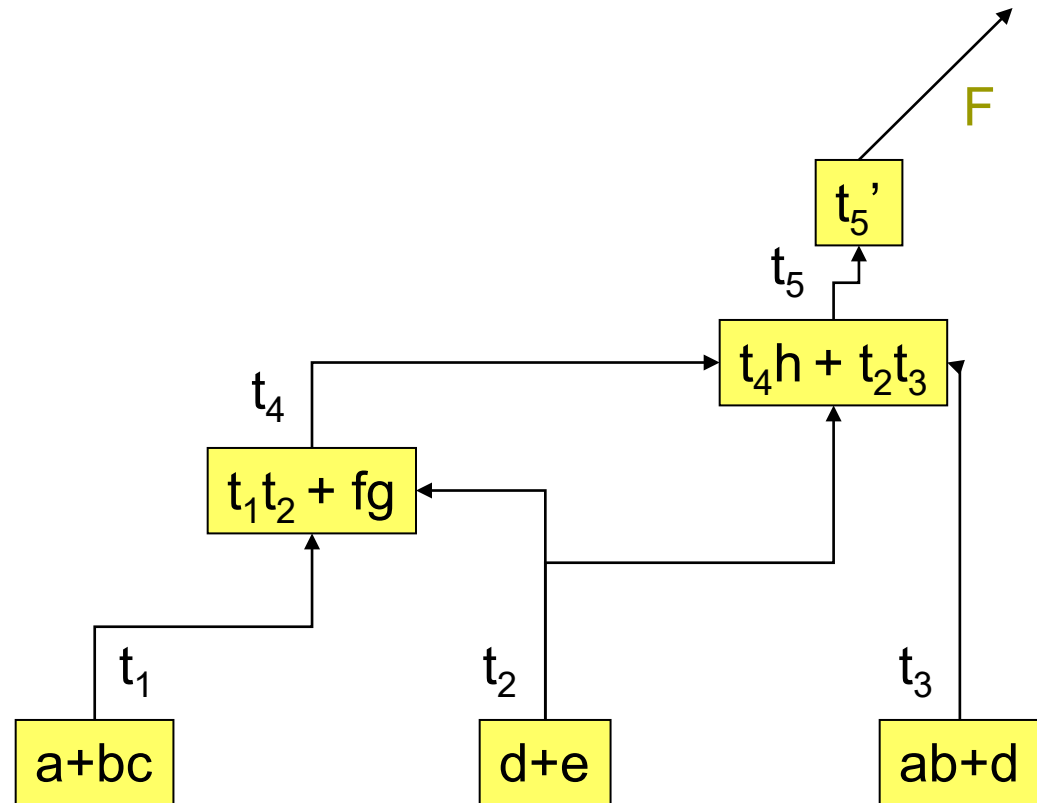 F
t₅’
t₅
t₄h + t₂t₃
t₄
t₁t₂ + fg
t₁
t₂
t₃
a+bc
d+e
ab+d